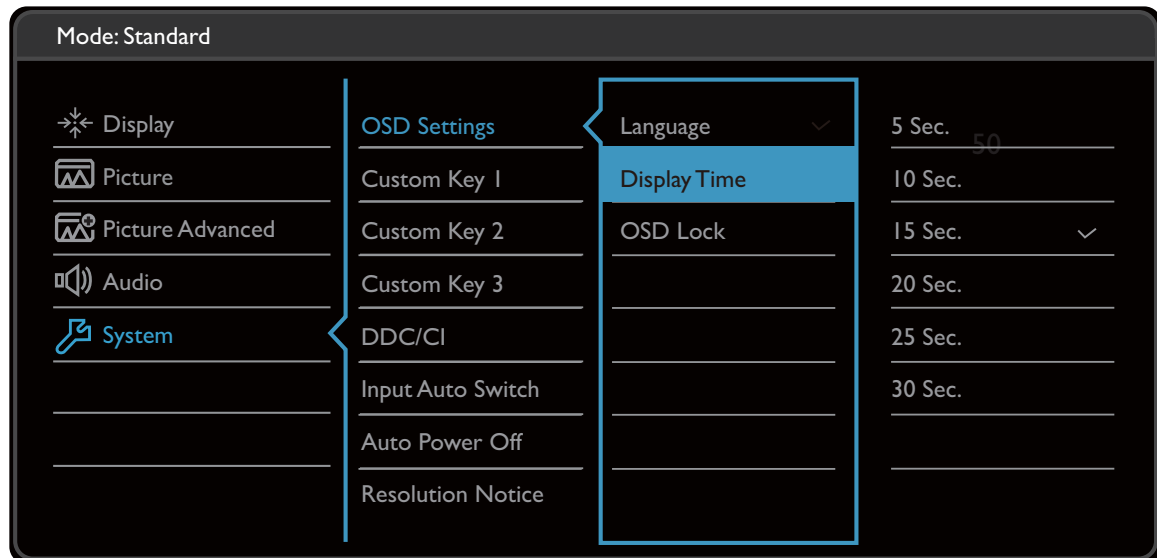 Mode: Standard
Display
Picture
Picture Advanced
Audio
System
OSD Settings
Custom Key 1
Custom Key 2
Custom Key 3
DDC/CI
Input Auto Switch
Auto Power Off
Resolution Notice
Language
Display Time
OSD Lock
5 Sec.
50
10 Sec.
15 Sec.
20 Sec.
25 Sec.
30 Sec.